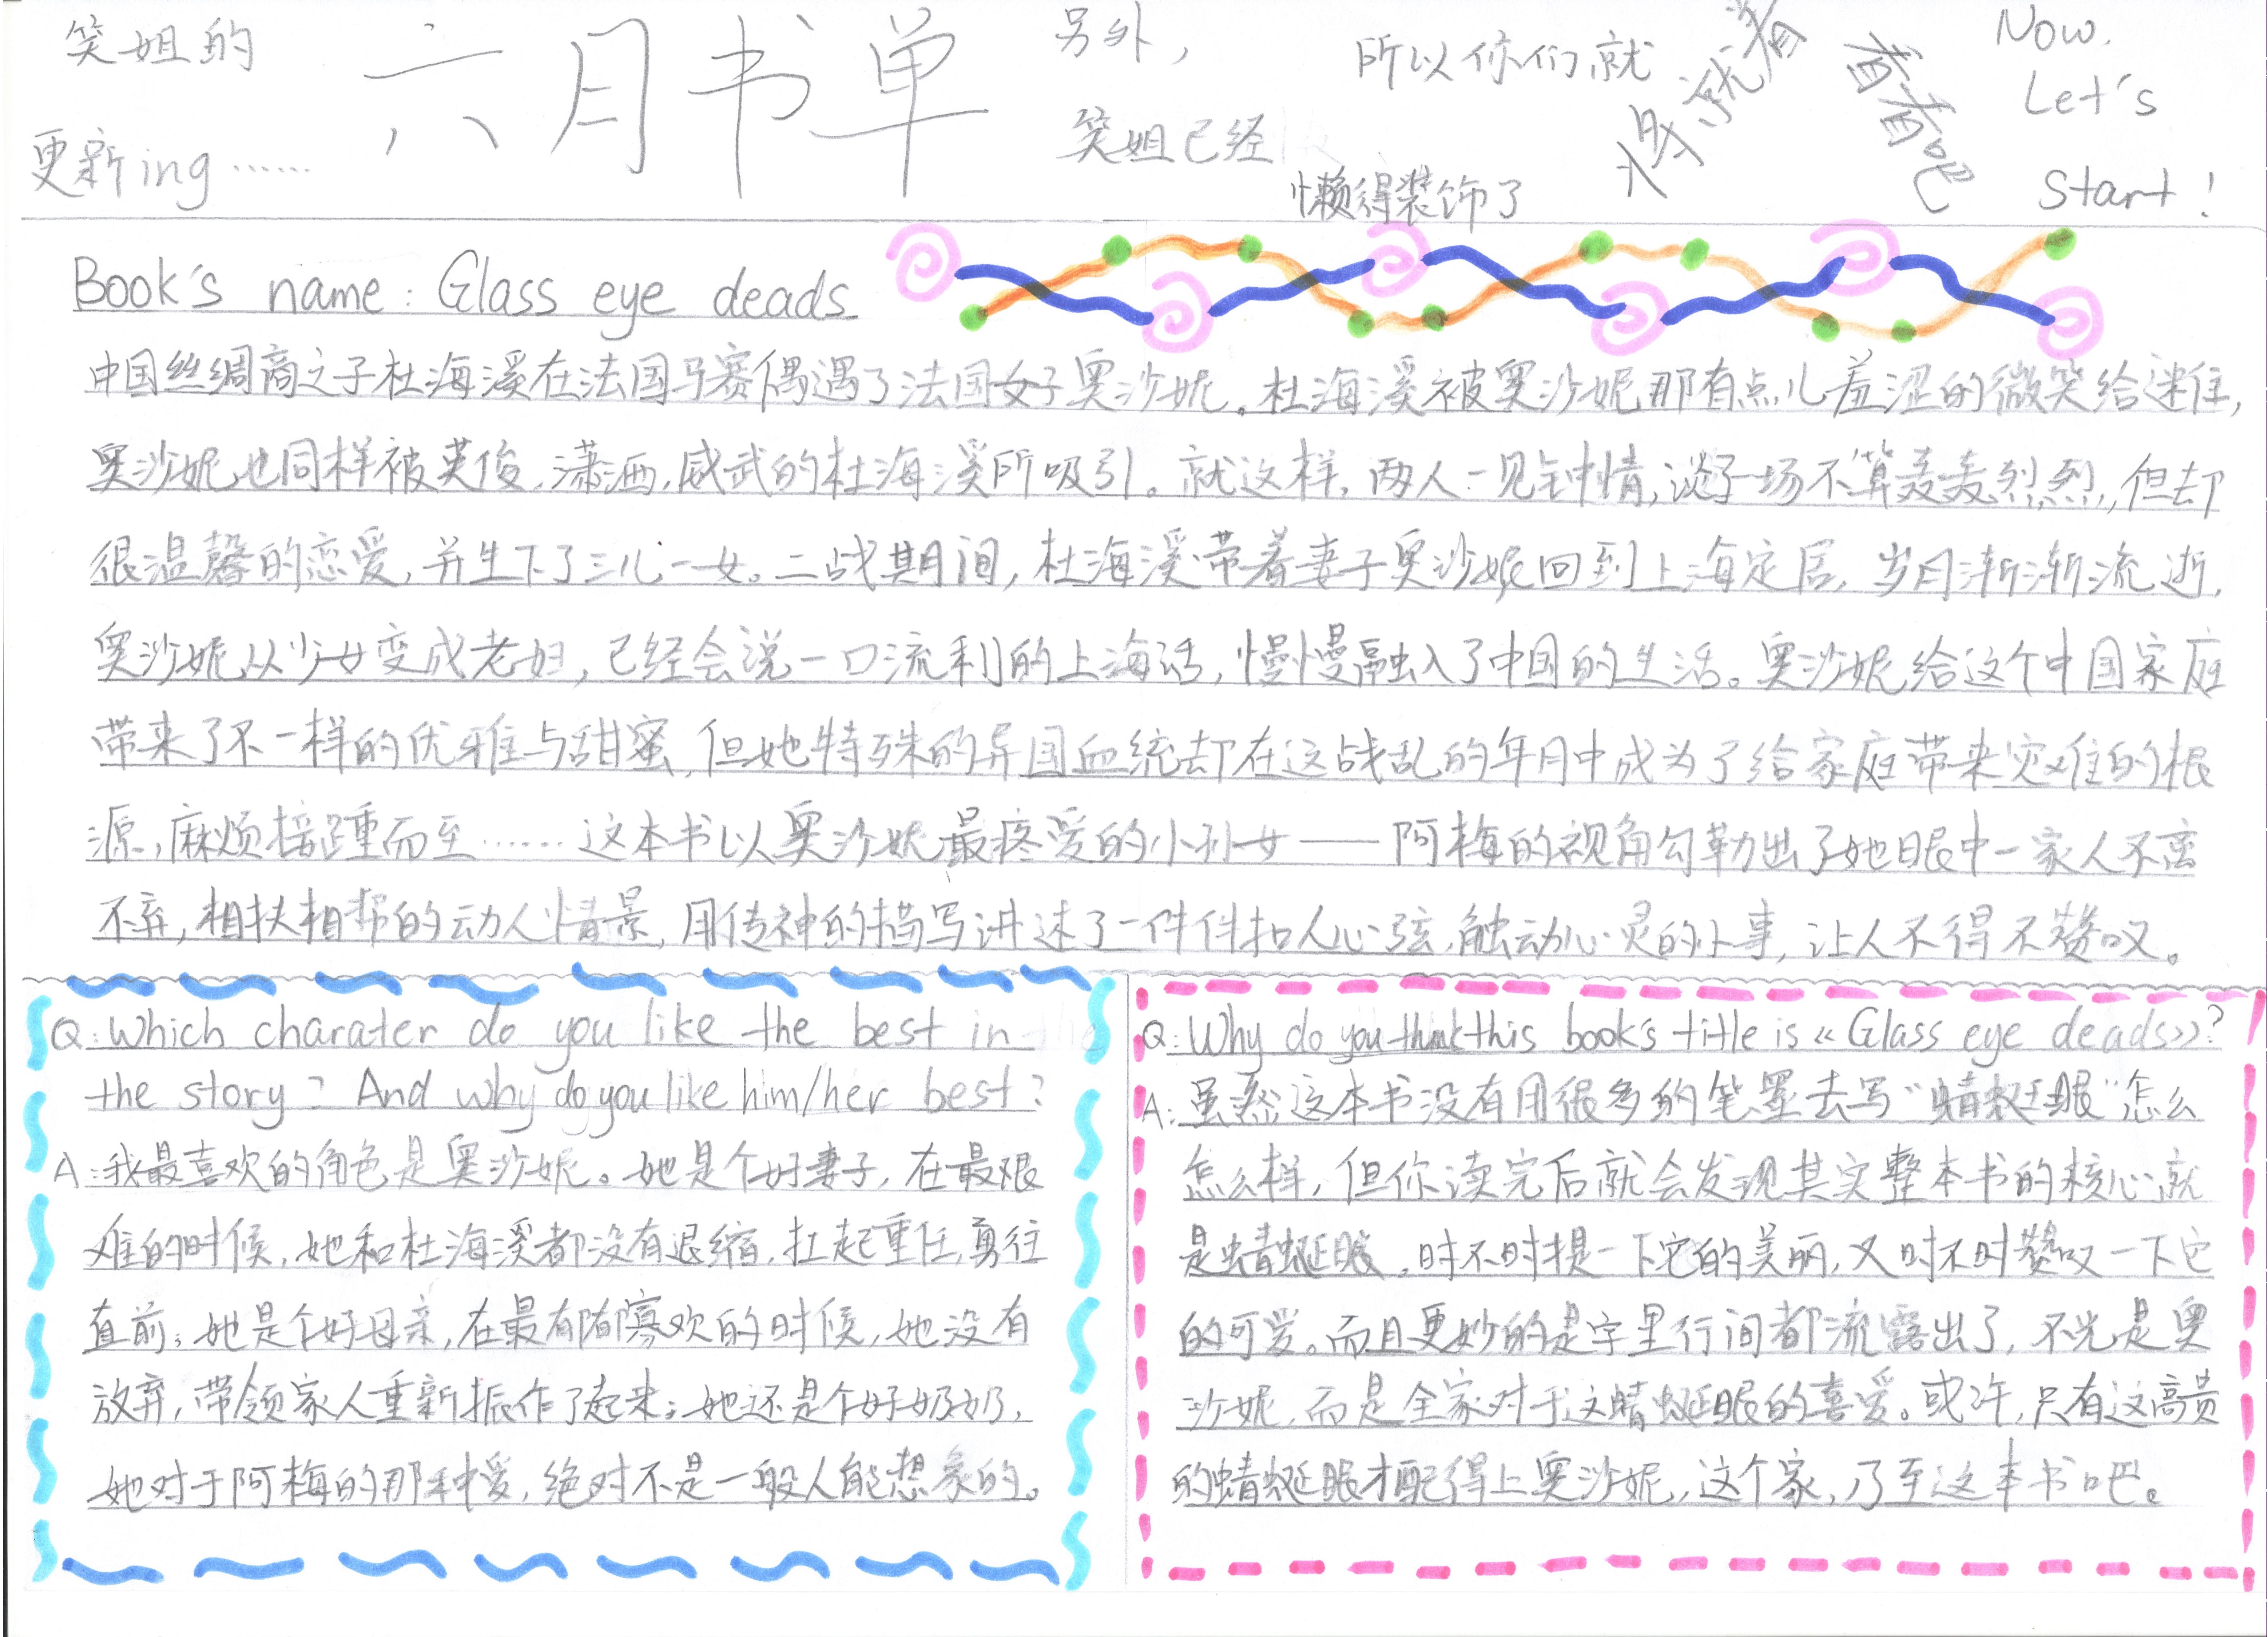 笑姐的
更新ing……
六月书单
另外，
笑姐已经
懒得装饰了
所以你们就
将就着
看看吧
Now.
Let's
Start!
Book's name: Glass eye deads
中国丝绸商之子杜海溪在法国马赛偶遇了法国女子奥莎妮。杜海溪被奥莎妮那有点儿羞涩的微笑给迷住，
奥莎妮也同样被英俊，潇洒，威武的杜海溪所吸引。就这样，两人一见钟情，谈了一场不算轰轰烈烈，但却
很温馨的恋爱，并生下了三儿一女。二战期间，杜海溪带着妻子奥莎妮回到上海定居，岁月渐渐流逝，
奥莎妮从少女变成老妇，已经会说一口流利的上海话，慢慢融入了中国的生活。奥莎妮给这个中国家庭
带来了不一样的优雅与甜蜜，但她特殊的异国血统却在这战乱的年月中成为了给家庭带来灾难的根
源，麻烦接踵而至……这本书以奥莎妮最疼爱的小孙女——阿梅的视角勾勒出了她眼中一家人不离
不弃，相扶相帮的动人情景，用传神的描写讲述了一件件扣人心弦，触动心灵的小事，让人不得不赞叹。
Q: Which charater do you like the best in
the story? And why do you like him/her best?
A:我最喜欢的角色是奥莎妮。她是个好妻子，在最艰
难的时候，她和杜海溪都没有退缩，扛起重任，勇往
直前；她是个好母亲，在最郁郁寡欢的时候，她没有
放弃，带领家人重新振作了起来；她还是个好奶奶，
她对于阿梅的那种爱，绝对不是一般人能想象的。
Q: Why do you think this book's title is «Glass eye deads»?
A:虽然这本书没有用很多的笔墨去写“蜻蜓眼”怎么
怎么样，但你读完后就会发现其实整本书的核心就
是蜻蜓眼，时不时提一下它的美丽，又时不时赞叹一下它
的可爱。而且更妙的是字里行间都流露出了，不光是奥
莎妮，而是全家对于这蜻蜓眼的喜爱。或许，只有这高贵
的蜻蜓眼才配得上奥莎妮，这个家，乃至这本书吧。